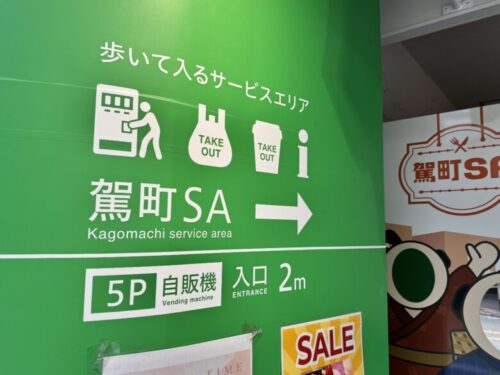 歩いて入るサービスエリア
TAKE
OUT
TAKE
OUT
i
駕町SA
Kagomachi service area
5P 自販機 入口 2m
Vending machine ENTRANCE
SALE
TIME
駕町SA